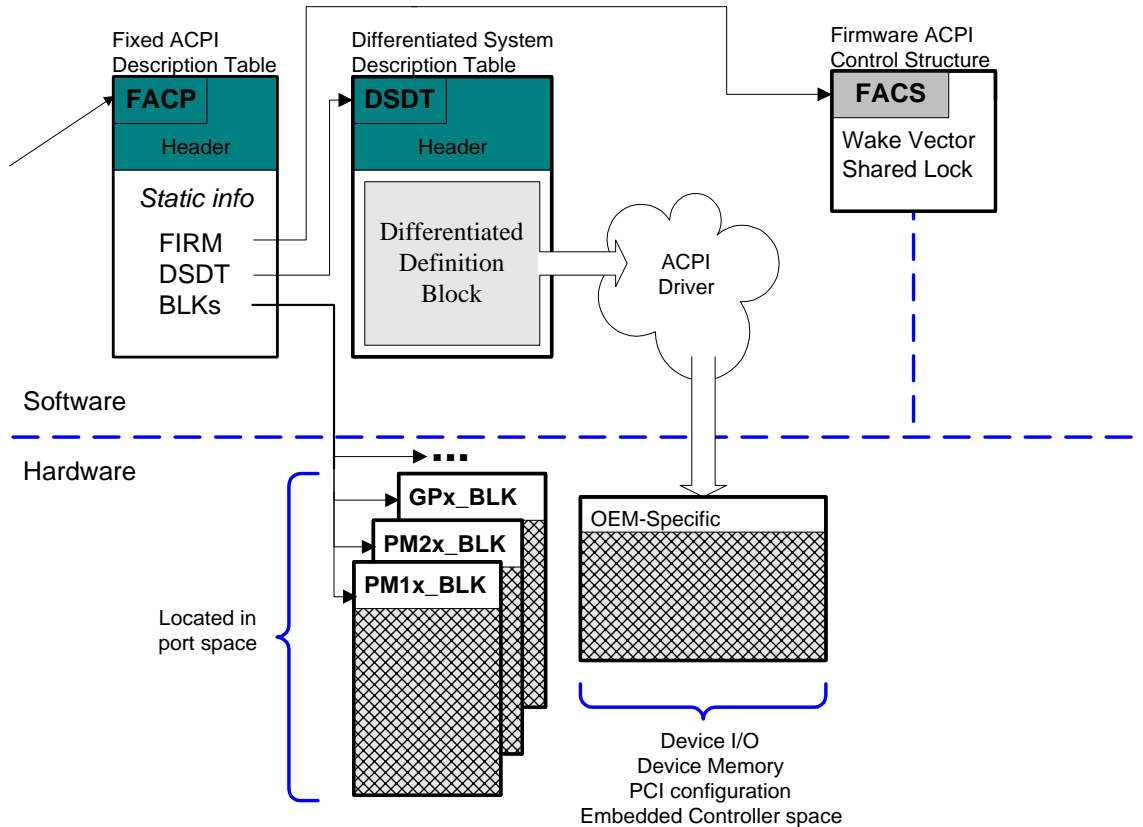 Fixed ACPI
Description Table
FACP
Header
Static info
FIRM
DSDT
BLKs
Differentiated System
Description Table
DSDT
Header
Differentiated
Definition
Block
ACPI
Driver
Firmware ACPI
Control Structure
FACS
Wake Vector
Shared Lock
Software
Hardware
...
GPx_BLK
PM2x_BLK
PM1x_BLK
Located in
port space
OEM-Specific
Device I/O
Device Memory
PCI configuration
Embedded Controller space